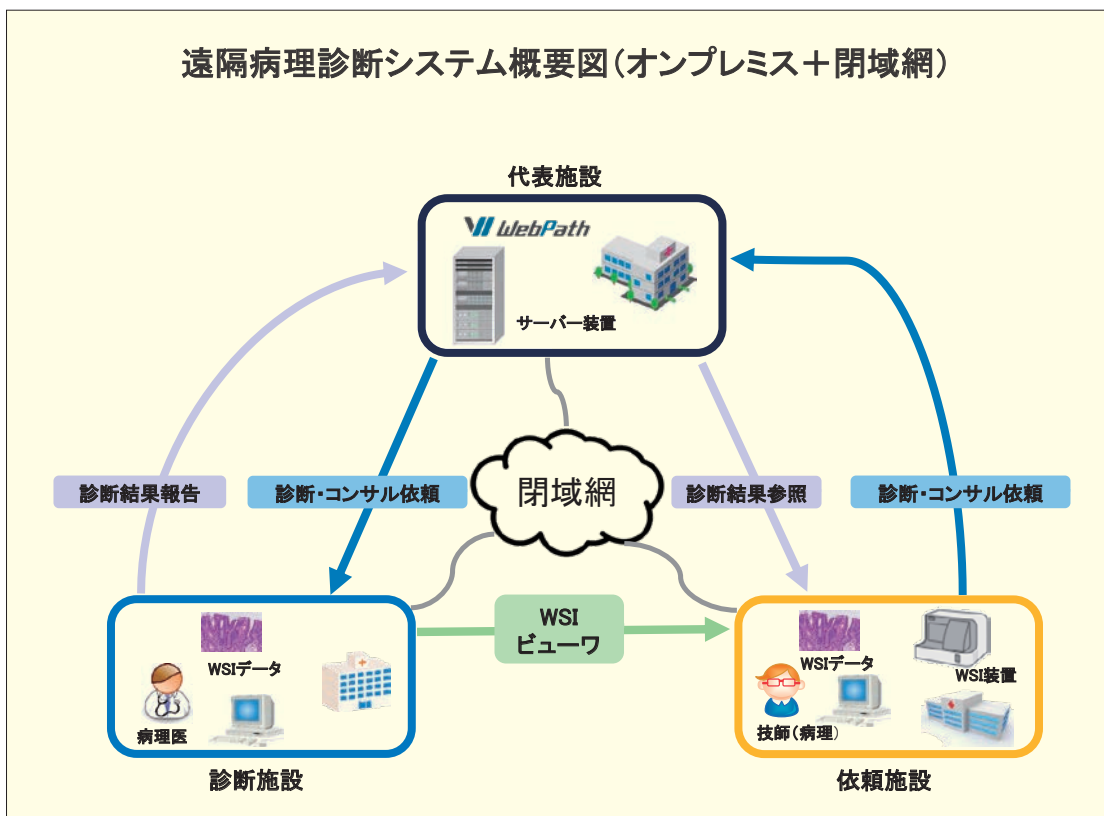 遠隔病理診断システム概要図（オンプレミス＋閉域網）
代表施設
WebPath
サーバー装置
診断結果報告
診断・コンサル依頼
閉域網
診断結果参照
診断・コンサル依頼
WSI
ビューワ
WSIデータ
病理医
診断施設
WSIデータ
WSI装置
技師（病理）
依頼施設